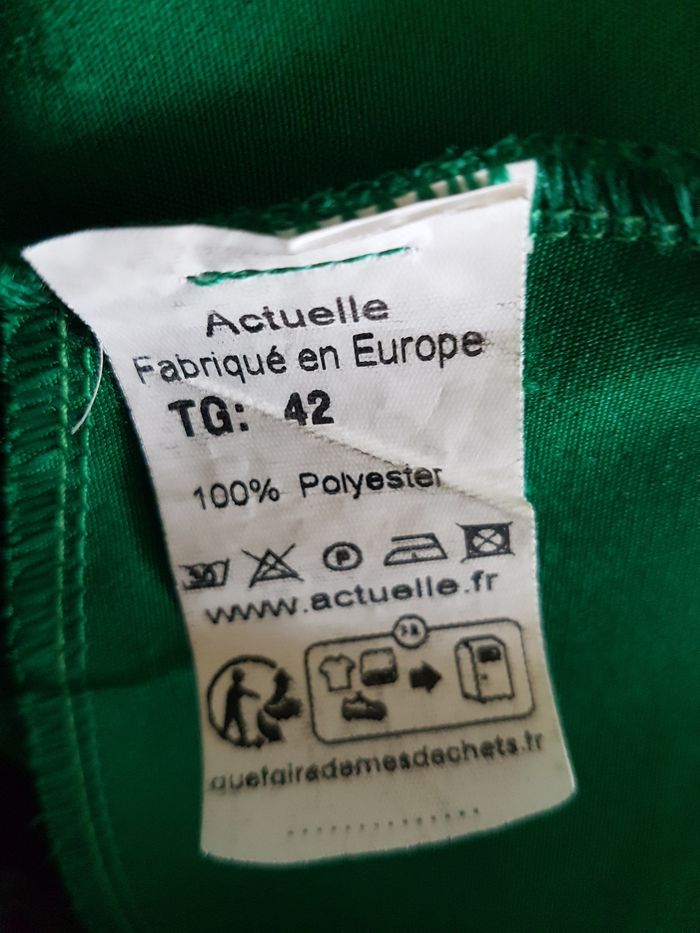 Actuelle
Fabriqué en Europe
TG: 42
100% Polyester
30
P
www.actuelle.fr
quefairedemesdechets.fr